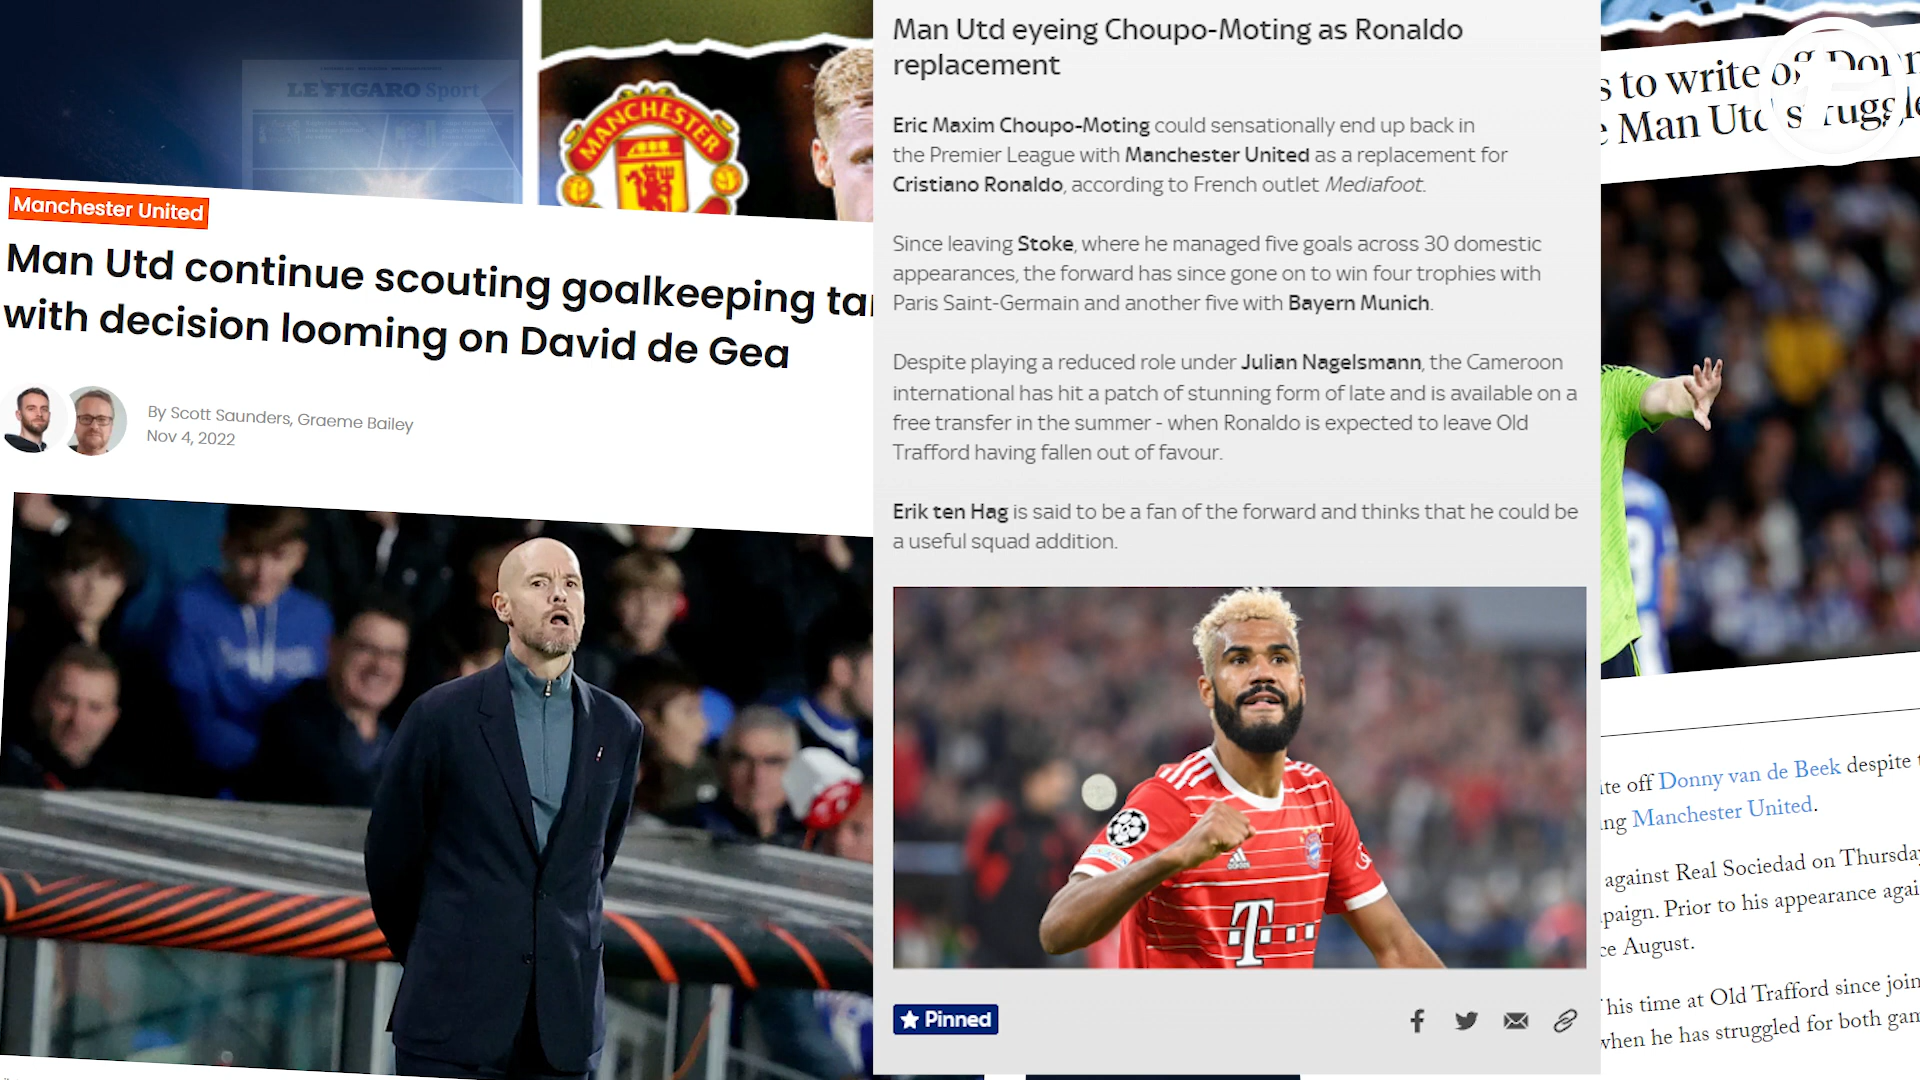 LE FIGARO Sport
MANCHESTER
Manchester United
Man Utd continue scouting goalkeeping
with decision looming on David de Gea
By Scott Saunders, Graeme Bailey
Nov 4, 2022
Man Utd eyeing Choupo-Moting as Ronaldo
replacement
Eric Maxim Choupo-Moting could sensationally end up back in
the Premier League with Manchester United as a replacement for
Cristiano Ronaldo, according to French outlet Mediafoot.
Since leaving Stoke, where he managed five goals across 30 domestic
appearances, the forward has since gone on to win four trophies with
Paris Saint-Germain and another five with Bayern Munich.
Despite playing a reduced role under Julian Nagelsmann, the Cameroon
international has hit a patch of stunning form of late and is available on a
free transfer in the summer - when Ronaldo is expected to leave Old
Trafford having fallen out of favour.
Erik ten Hag is said to be a fan of the forward and thinks that he could be
a useful squad addition.
T
Pinned
to write
Man Utd
off Donny van de Beek despite
Manchester United.
against Real Sociedad on Thursday
Prior to his appearance
August.
his time at Old Trafford since
when he has struggled for both